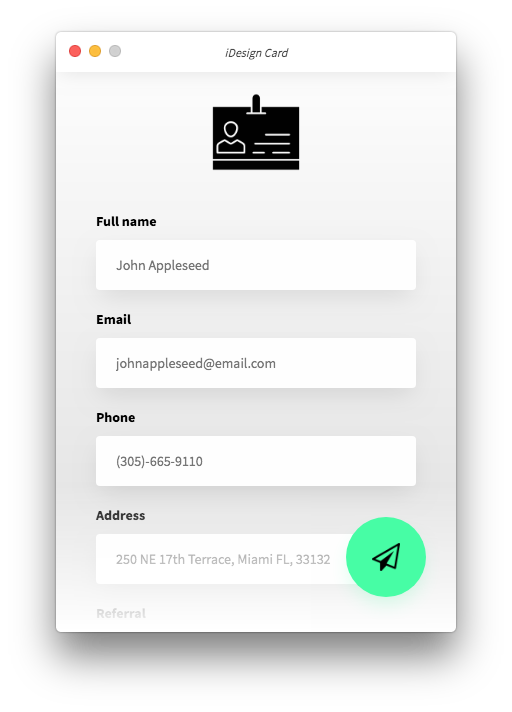 iDesign Card
Full name
John Appleseed
Email
johnappleseed@email.com
Phone
(305)-665-9110
Address
250 NE 17th Terrace, Miami FL, 33132
Referral